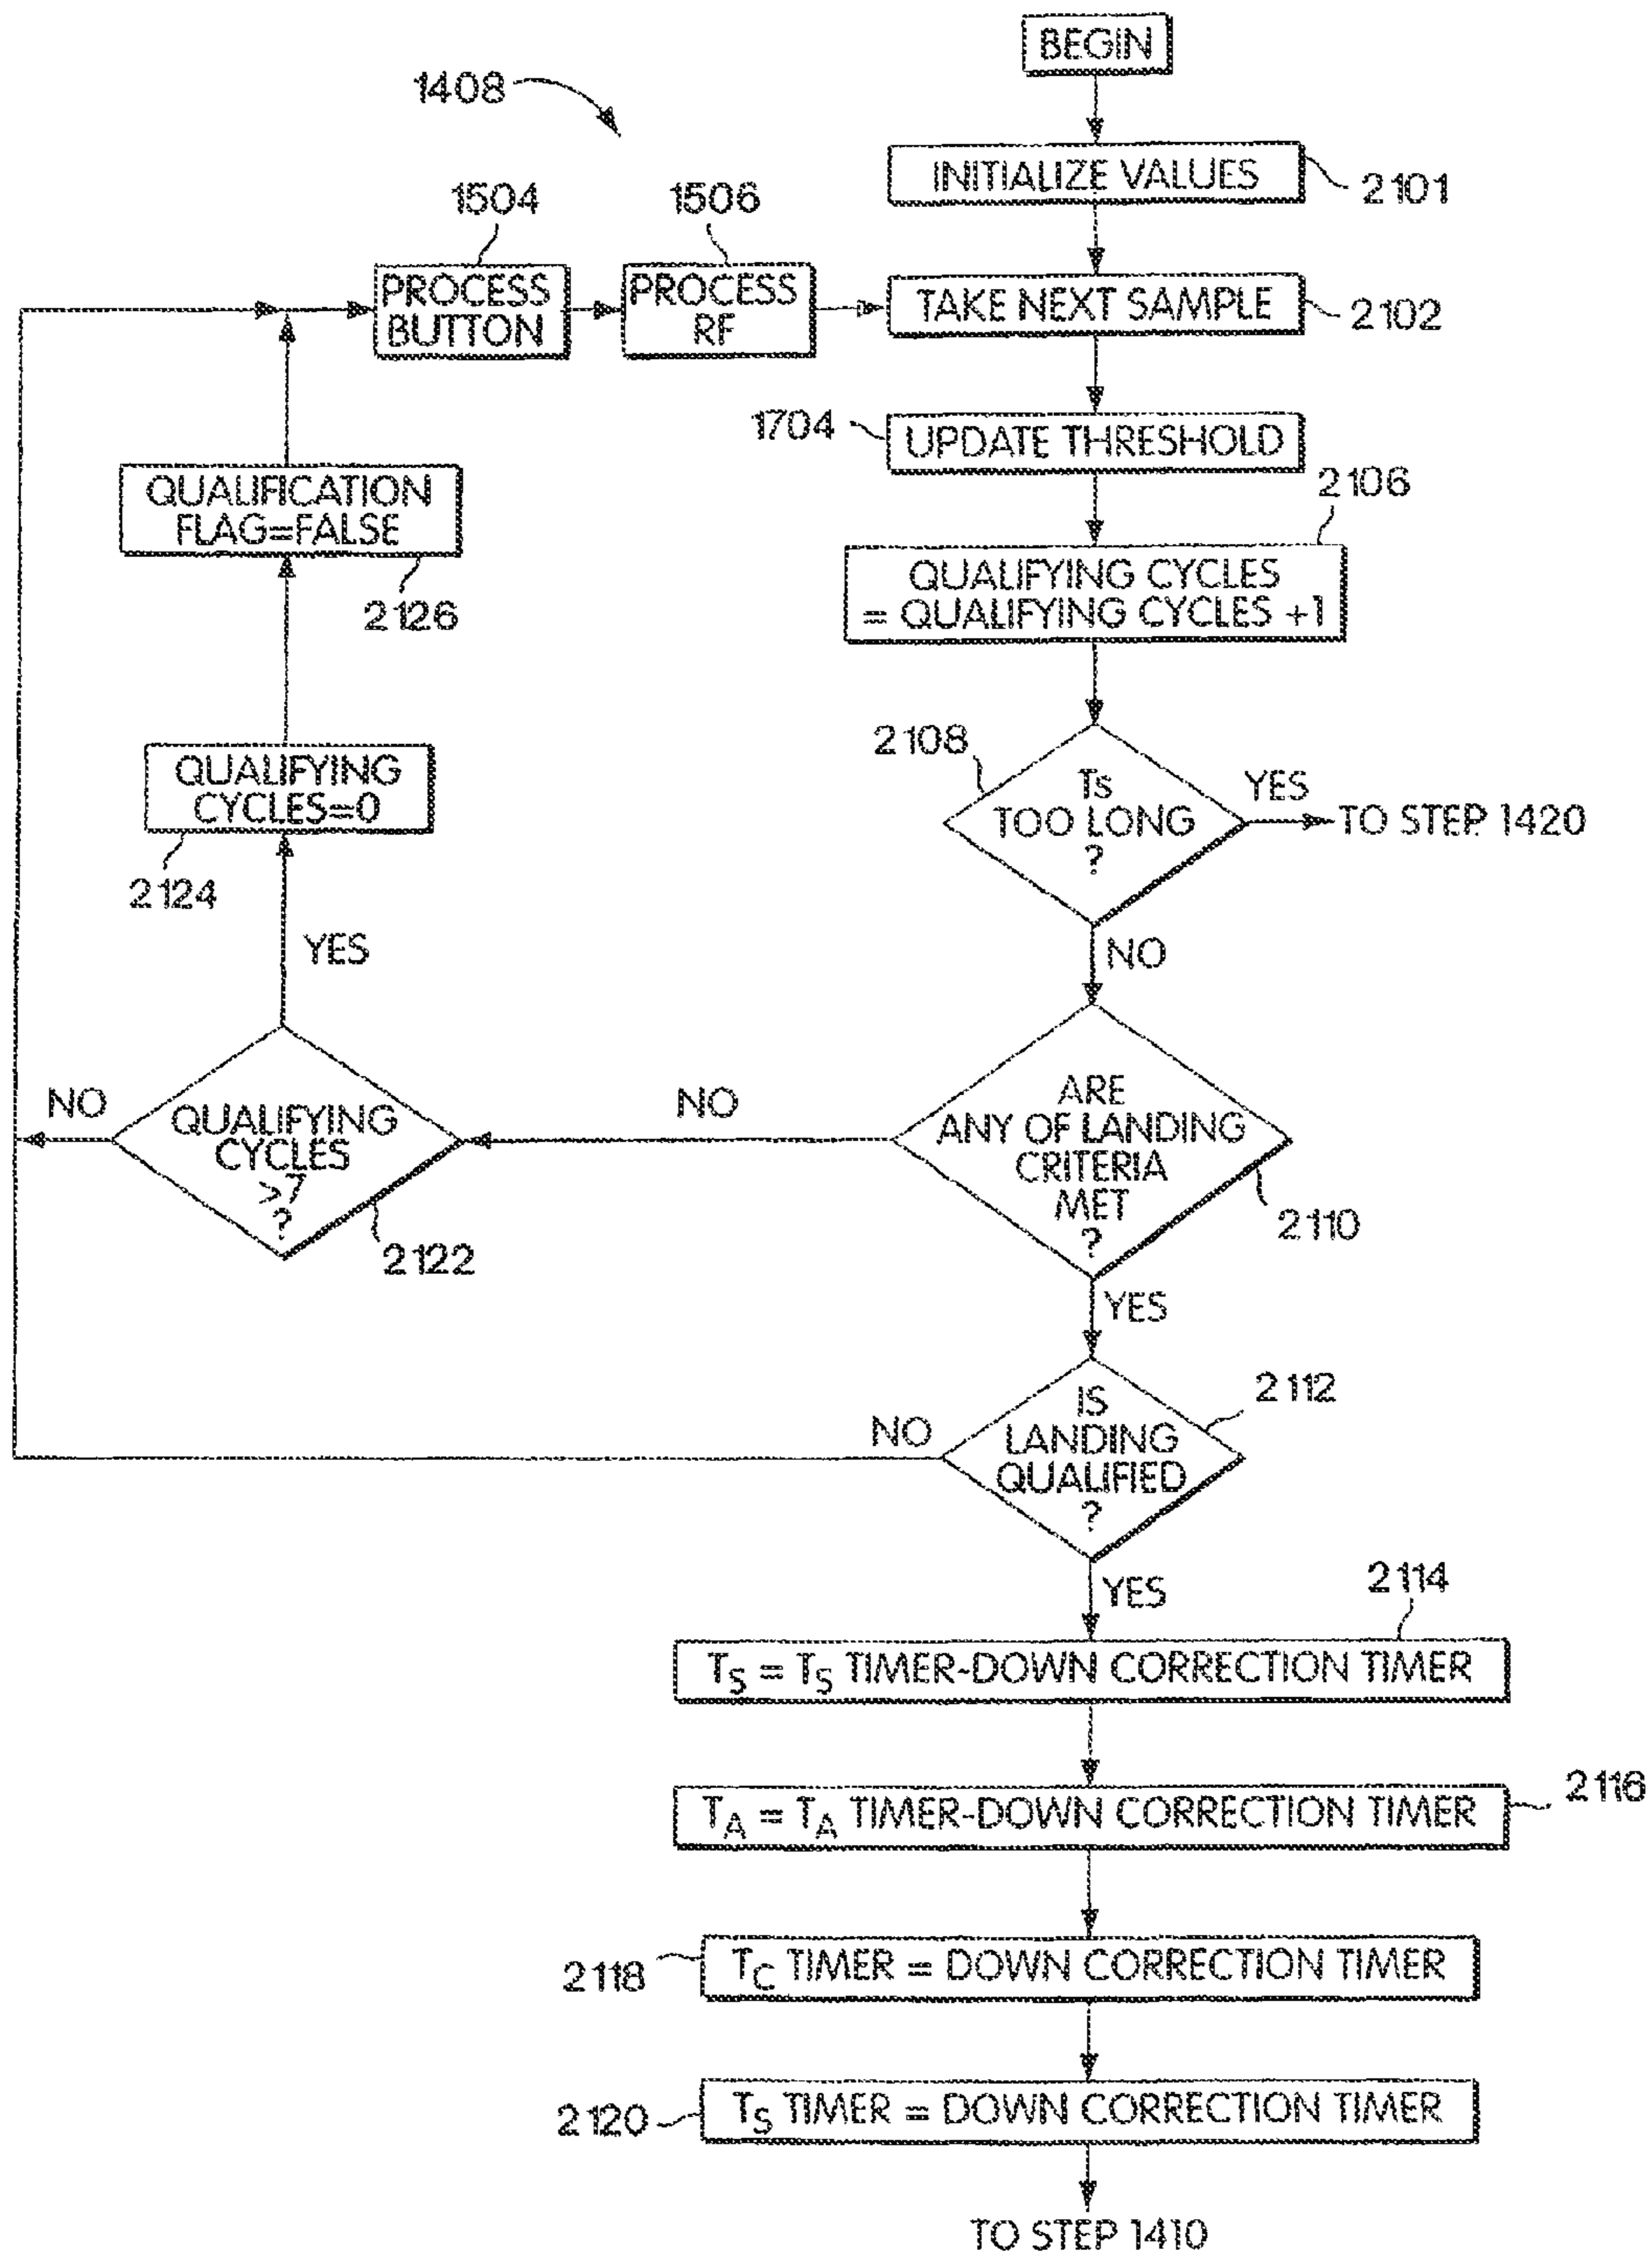 BEGIN
1408
INITIALIZE VALUES
2101
1504
1506
PROCESS
BUTTON
PROCESS
RF
TAKE NEXT SAMPLE
2102
1704
UPDATE THRESHOLD
2106
QUALIFICATION
FLAG=FALSE
2126
QUALIFYING CYCLES
= QUALIFYING CYCLES +1
2108
Ts
TOO LONG
?
YES
TO STEP 1420
QUALIFYING
CYCLES=0
2124
YES
NO
NO
QUALIFYING
CYCLES
>7
?
2122
NO
ARE
ANY OF LANDING
CRITERIA
MET
?
2110
YES
2112
NO
IS
LANDING
QUALIFIED
?
YES
2114
TS = TS TIMER-DOWN CORRECTION TIMER
2116
TA = TA TIMER-DOWN CORRECTION TIMER
2118
TC TIMER = DOWN CORRECTION TIMER
2120
TS TIMER = DOWN CORRECTION TIMER
TO STEP 1410